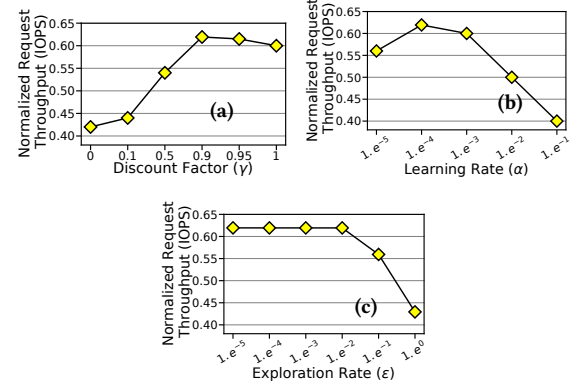 Normalized Request
Throughput (IOPS)
0.65
0.60
0.55
0.50
0.45
0.40
(a)
0 0.1 0.5 0.9 0.95 1
Discount Factor (γ)
Normalized Request
Throughput (IOPS)
0.65
0.60
0.55
0.50
0.45
0.40
(b)
1.e⁻⁵ 1.e⁻⁴ 1.e⁻³ 1.e⁻² 1.e⁻¹
Learning Rate (α)
Normalized Request
Throughput (IOPS)
0.65
0.60
0.55
0.50
0.45
0.40
(c)
1.e⁻⁵ 1.e⁻⁴ 1.e⁻³ 1.e⁻² 1.e⁻¹ 1.e⁰
Exploration Rate (ε)